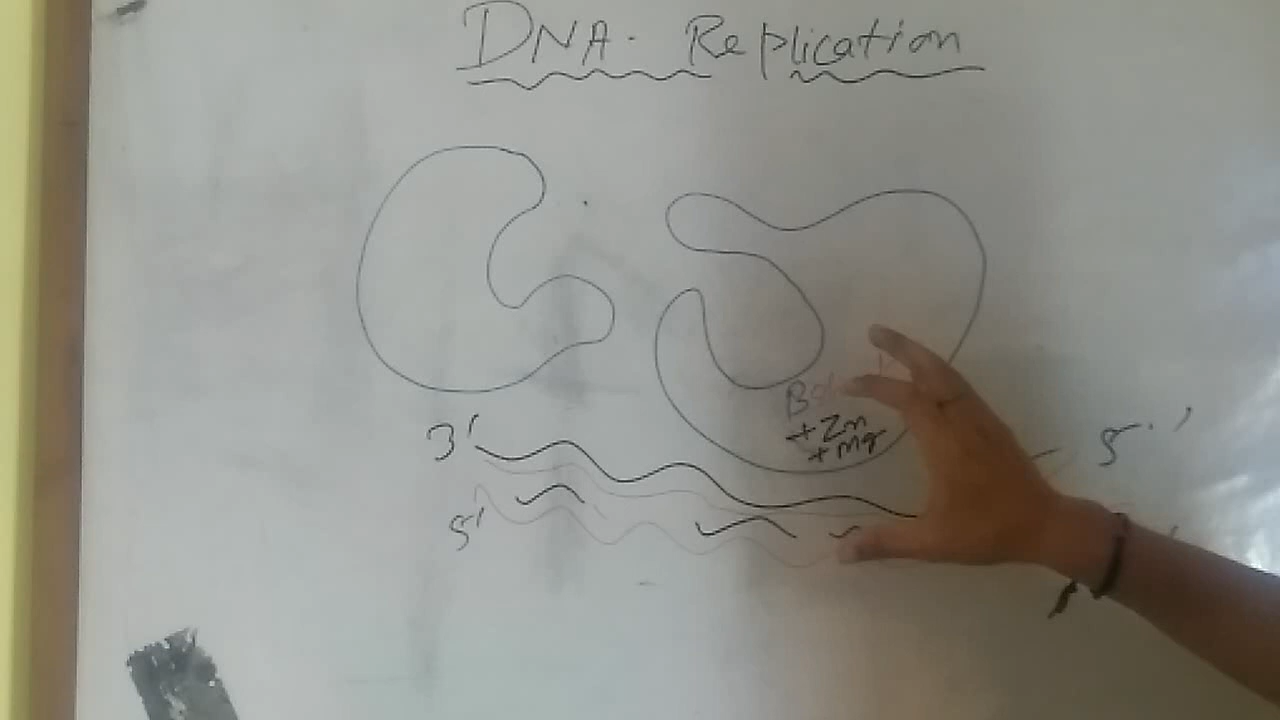 DNA. Replication
+ Zn
+ Mg
3'
5'
5'